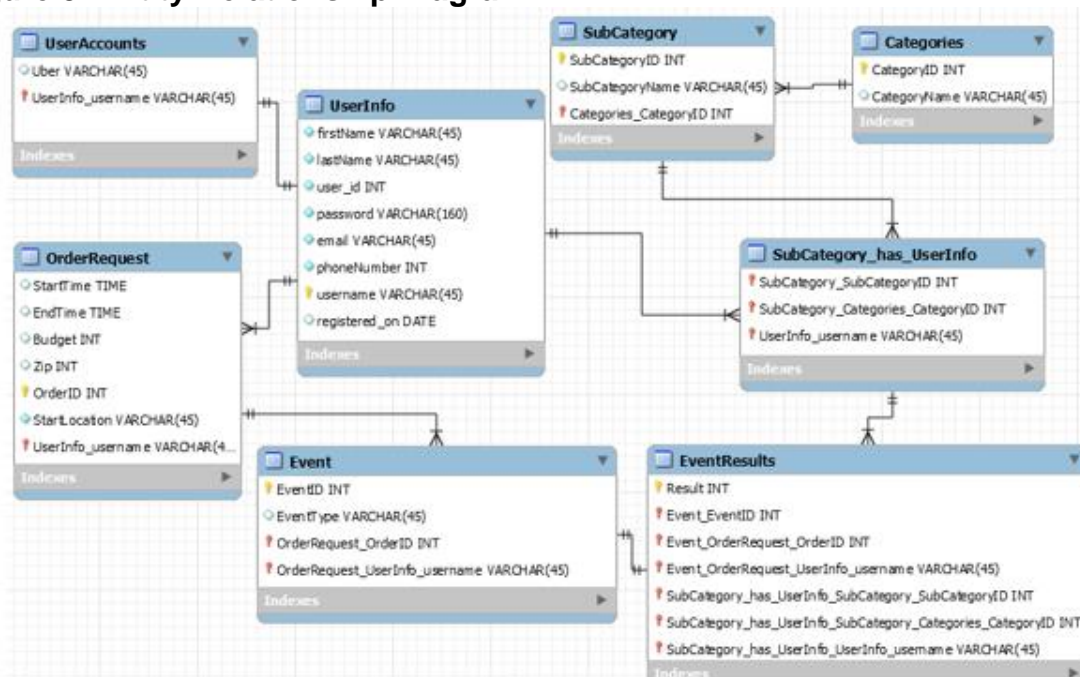 UserAccounts
Uber VARCHAR(45)
UserInfo_username VARCHAR(45)
Indexes
UserInfo
firstName VARCHAR(45)
lastName VARCHAR(45)
user_id INT
password VARCHAR(160)
email VARCHAR(45)
phoneNumber INT
username VARCHAR(45)
registered_on DATE
Indexes
SubCategory
SubCategoryID INT
SubCategoryName VARCHAR(45)
Categories_CategoryID INT
Indexes
Categories
CategoryID INT
CategoryName VARCHAR(45)
Indexes
OrderRequest
StartTime TIME
EndTime TIME
Budget INT
Zip INT
OrderID INT
StartLocation VARCHAR(45)
UserInfo_username VARCHAR(4...
Indexes
SubCategory_has_UserInfo
SubCategory_SubCategoryID INT
SubCategory_Categories_CategoryID INT
UserInfo_username VARCHAR(45)
Indexes
Event
EventID INT
EventType VARCHAR(45)
OrderRequest_OrderID INT
OrderRequest_UserInfo_username VARCHAR(45)
Indexes
EventResults
Result INT
Event_EventID INT
Event_OrderRequest_OrderID INT
Event_OrderRequest_UserInfo_username VARCHAR(45)
SubCategory_has_UserInfo_SubCategory_SubCategoryID INT
SubCategory_has_UserInfo_SubCategory_Categories_CategoryID INT
SubCategory_has_UserInfo_UserInfo_username VARCHAR(45)
Indexes